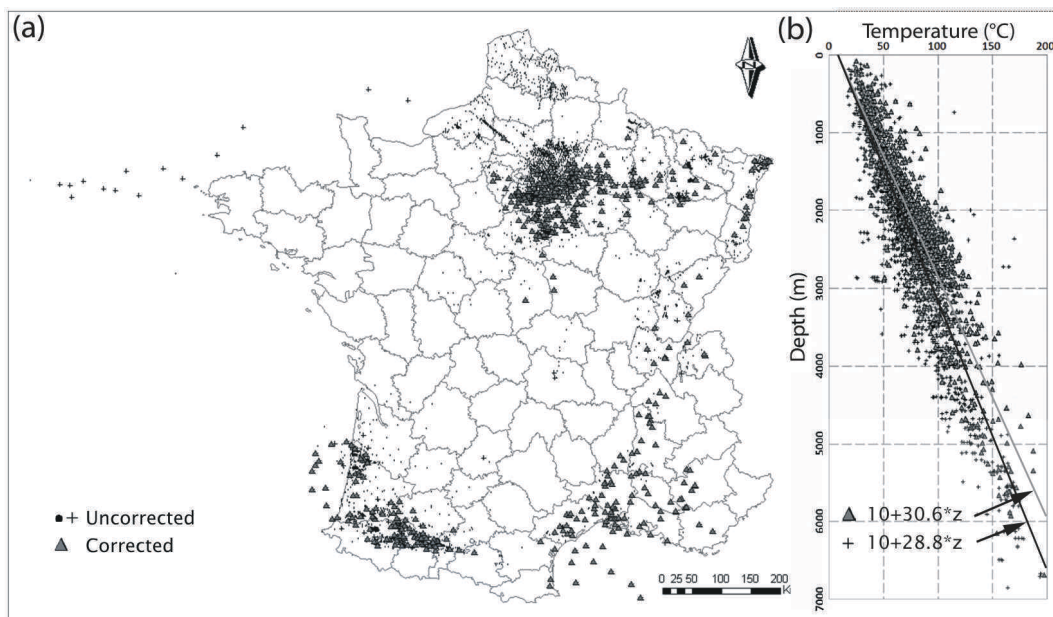 (a)
N
Uncorrected
Corrected
0 25 50 100 150 200
K
(b)
Temperature (°C)
0 50 100 150 200
Depth (m)
0
1000
2000
3000
4000
5000
6000
7000
10+30.6*z
10+28.8*z